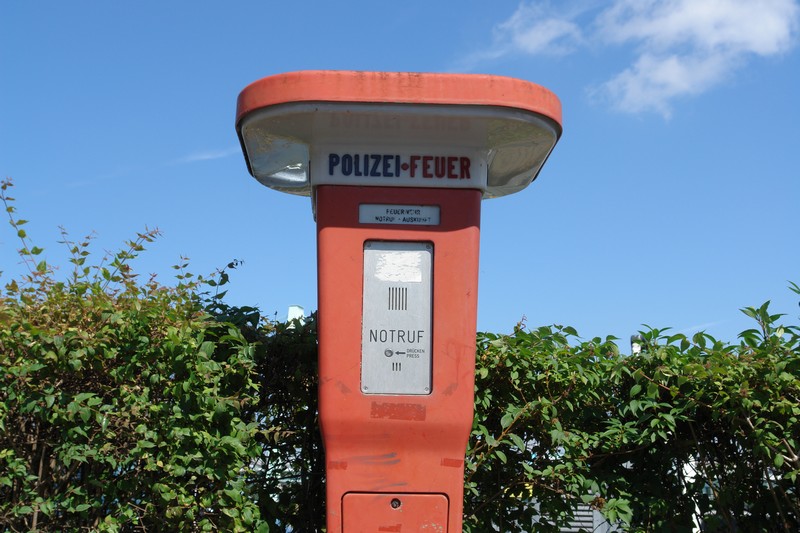 POLIZEI•FEUER
NOTRUF
DRÜCKEN
PRESS